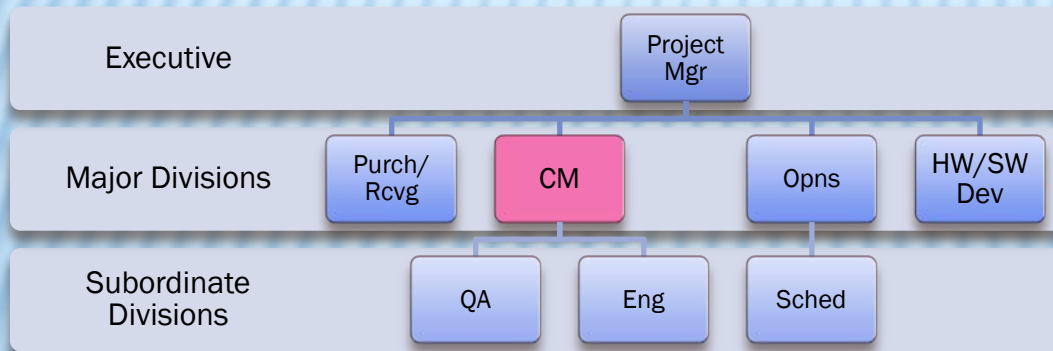 Executive
Project
Mgr
Major Divisions
Purch/
Rcvg
CM
Opns
HW/SW
Dev
Subordinate
Divisions
QA
Eng
Sched